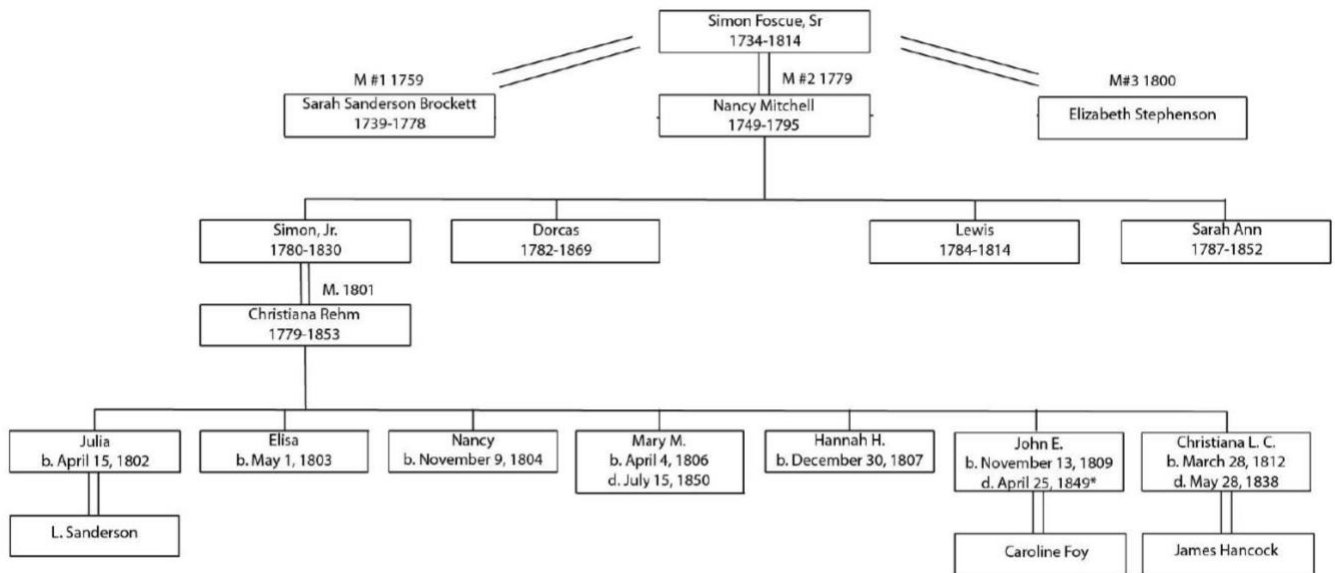 Simon Foscue, Sr
1734-1814
M #1 1759
M #2 1779
M#3 1800
Sarah Sanderson Brockett
1739-1778
Nancy Mitchell
1749-1795
Elizabeth Stephenson
Simon, Jr.
1780-1830
Dorcas
1782-1869
Lewis
1784-1814
Sarah Ann
1787-1852
M. 1801
Christiana Rehm
1779-1853
Julia
b. April 15, 1802
Elisa
b. May 1, 1803
Nancy
b. November 9, 1804
Mary M.
b. April 4, 1806
d. July 15, 1850
Hannah H.
b. December 30, 1807
John E.
b. November 13, 1809
d. April 25, 1849*
Christiana L. C.
b. March 28, 1812
d. May 28, 1838
L. Sanderson
Caroline Foy
James Hancock